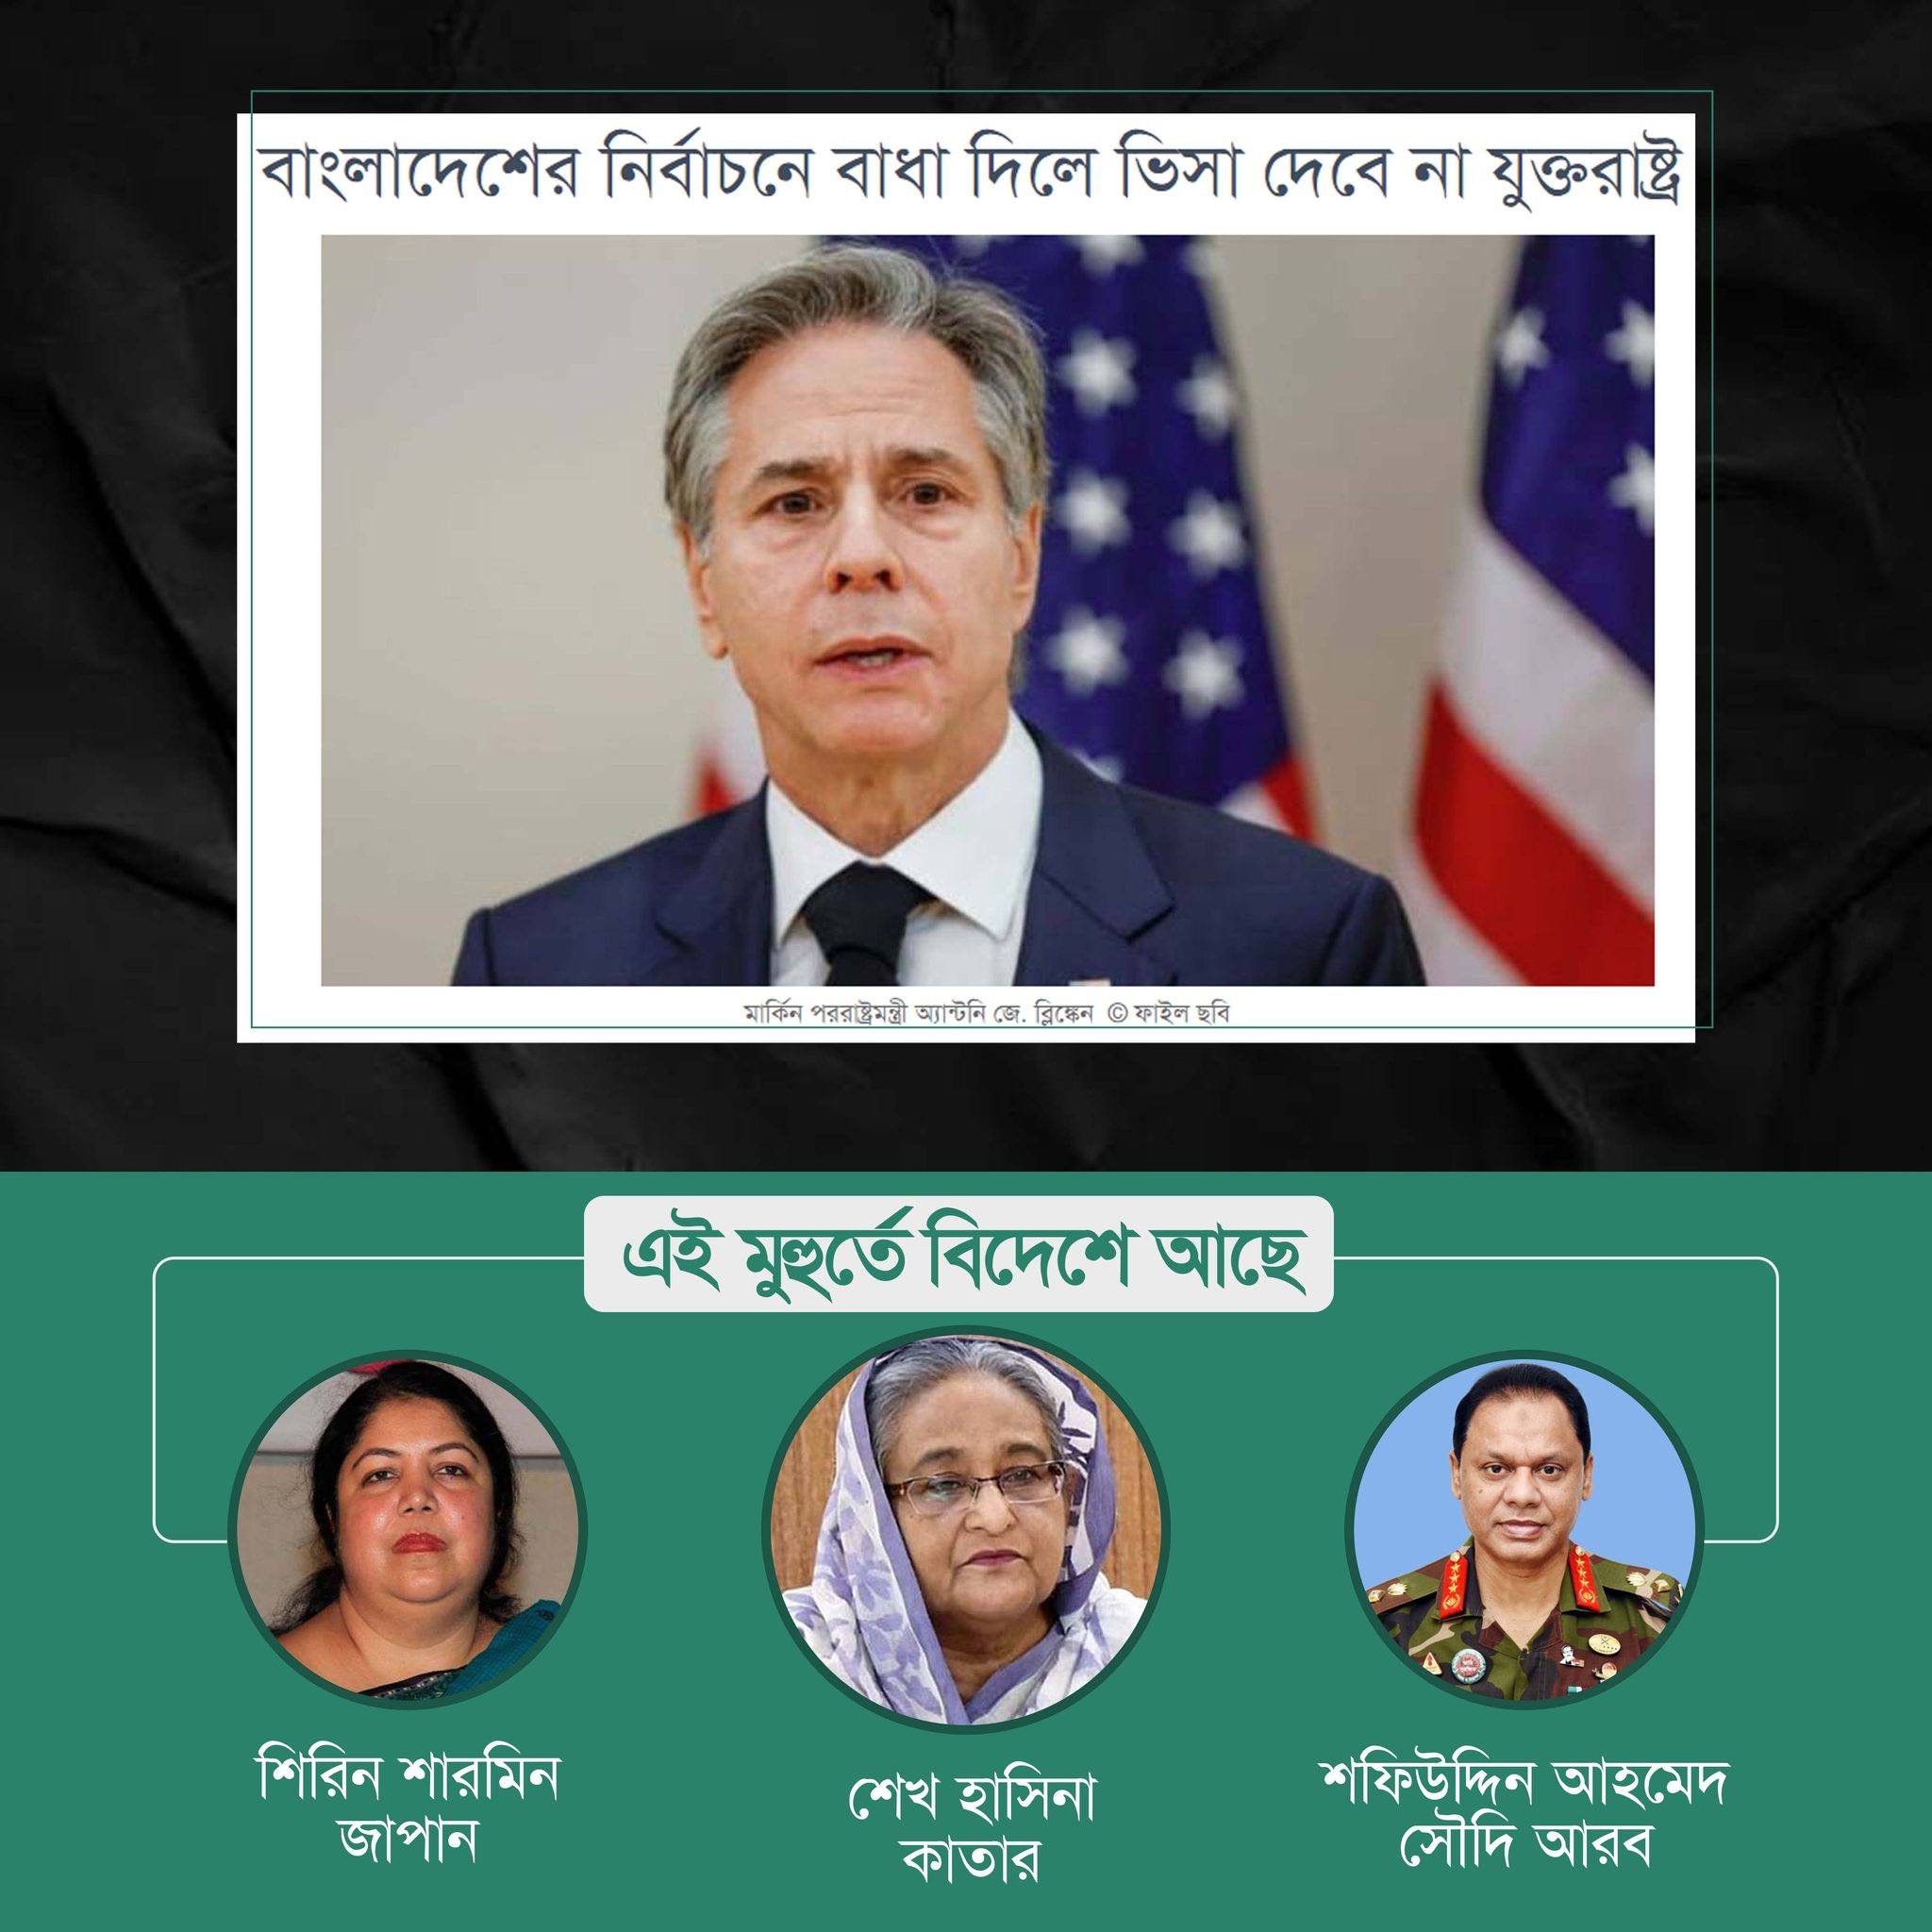 বাংলাদেশের নির্বাচনে বাধা দিলে ভিসা দেবে না যুক্তরাষ্ট্র
মার্কিন পররাষ্ট্রমন্ত্রী অ্যান্টনি জে. ব্লিঙ্কেন © ফাইল ছবি
এই মুহুর্তে বিদেশে আছে
শিরিন শারমিন
জাপান
শেখ হাসিনা
কাতার
শফিউদ্দিন আহমেদ
সৌদি আরব